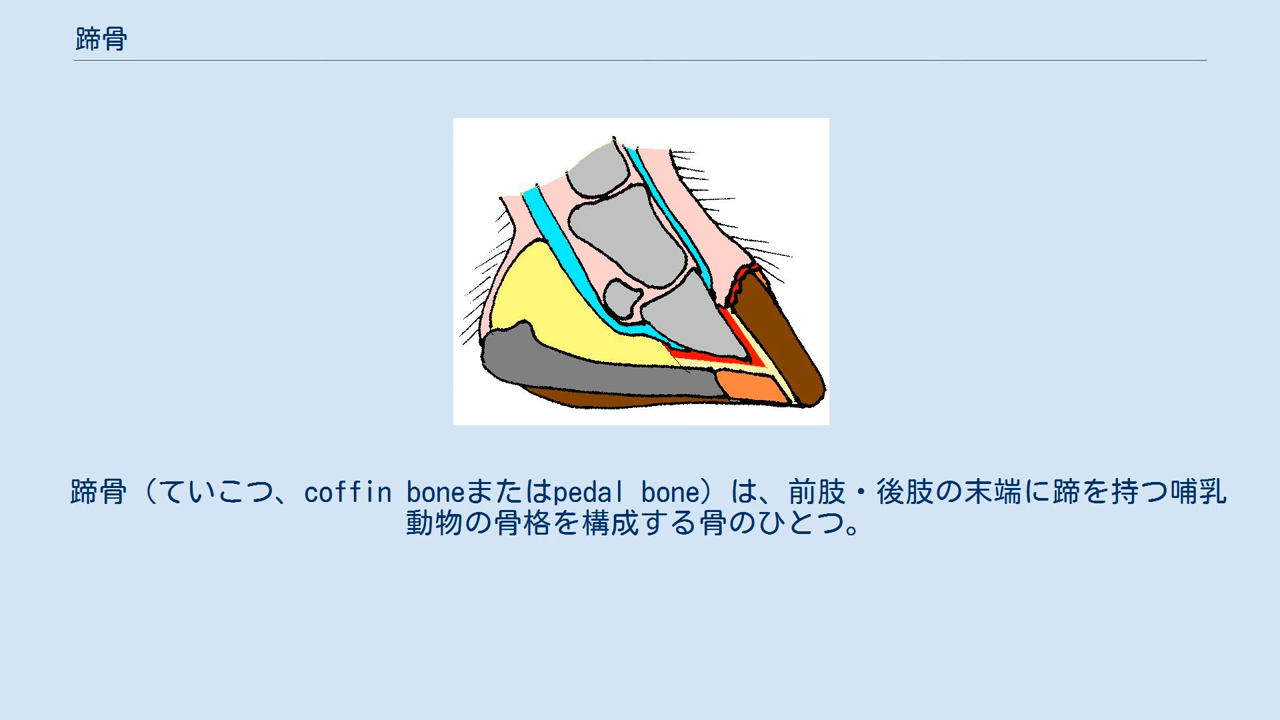 蹄骨
蹄骨（ていこつ、coffin boneまたはpedal bone）は、前肢・後肢の末端に蹄を持つ哺乳
動物の骨格を構成する骨のひとつ。